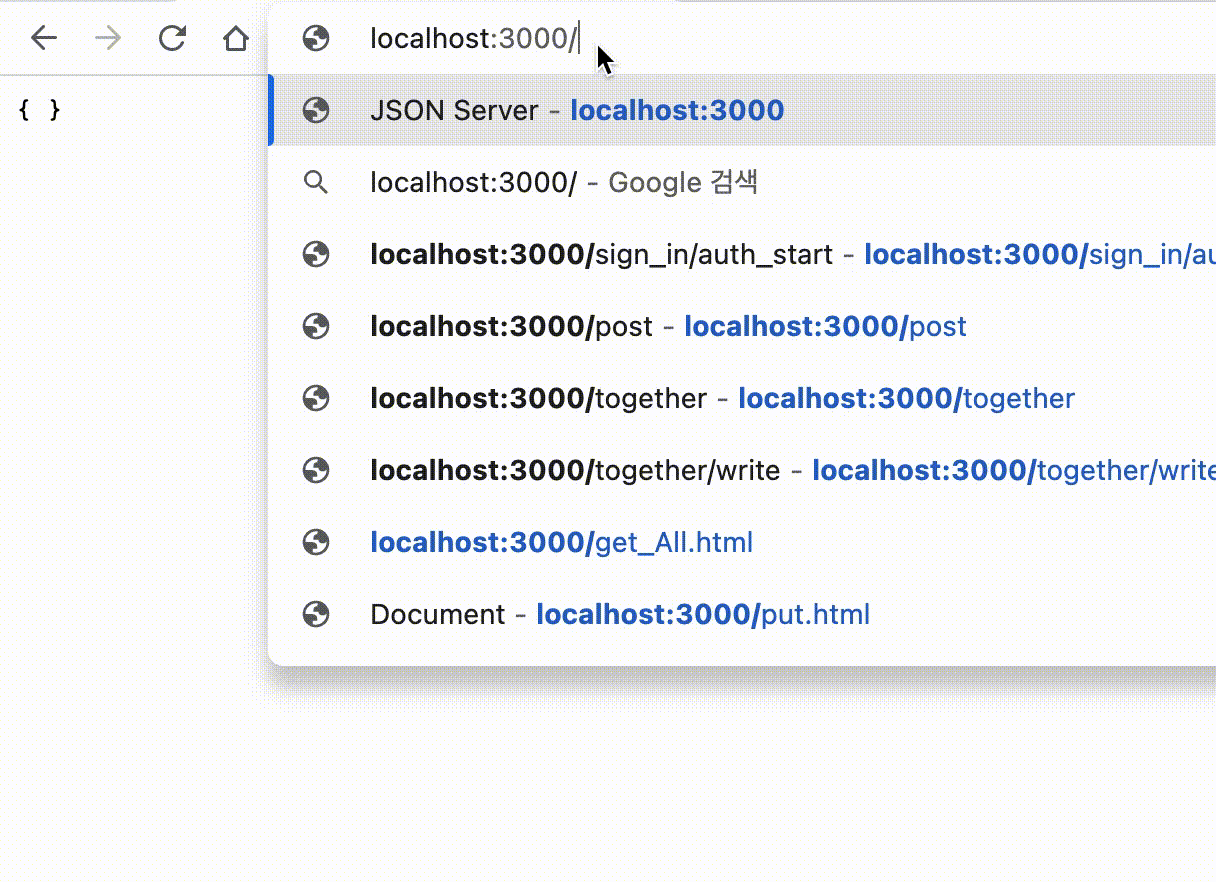 localhost:3000/
{ }
JSON Server - localhost:3000
localhost:3000/ - Google 검색
localhost:3000/sign_in/auth_start - localhost:3000/sign_in/au
localhost:3000/post - localhost:3000/post
localhost:3000/together - localhost:3000/together
localhost:3000/together/write - localhost:3000/together/write
localhost:3000/get_All.html
Document - localhost:3000/put.html